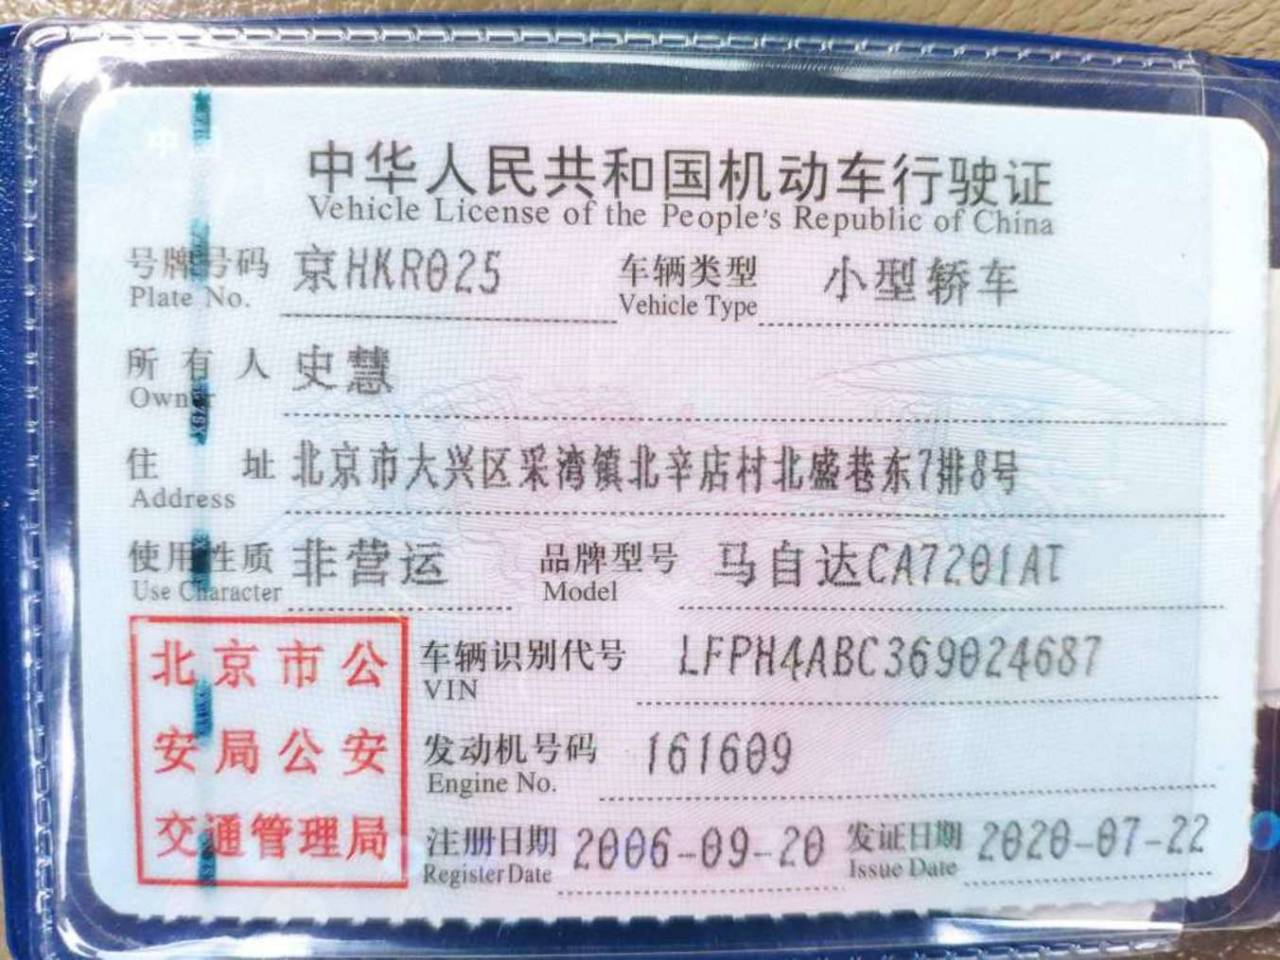 中华人民共和国机动车行驶证
Vehicle License of the People's Republic of China
号牌号码 京HKR025 车辆类型 小型轿车
Plate No. Vehicle Type
所有人 史慧
Owner
住址 北京市大兴区采湾镇北辛店村北盛巷东7排8号
Address
使用性质 非营运 品牌型号 马自达CA7201AT
Use Character Model
北京市公
安局公安
交通管理局
车辆识别代号 LFPH4ABC369024687
VIN
发动机号码 161609
Engine No.
注册日期 2006-09-20 发证日期 2020-07-22
Register Date Issue Date